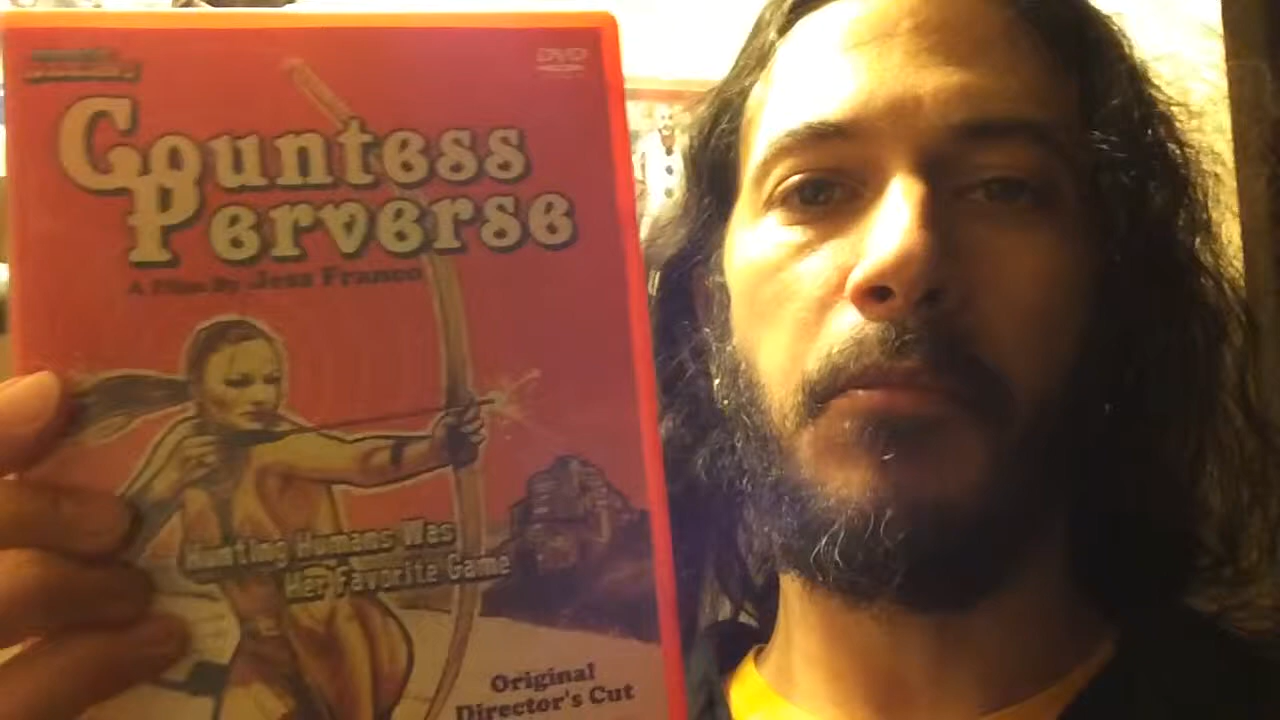 DVD
Countess
Perverse
A Film By Jess Franco
Hunting Humans Was
Her Favorite Game
Original
Director's Cut